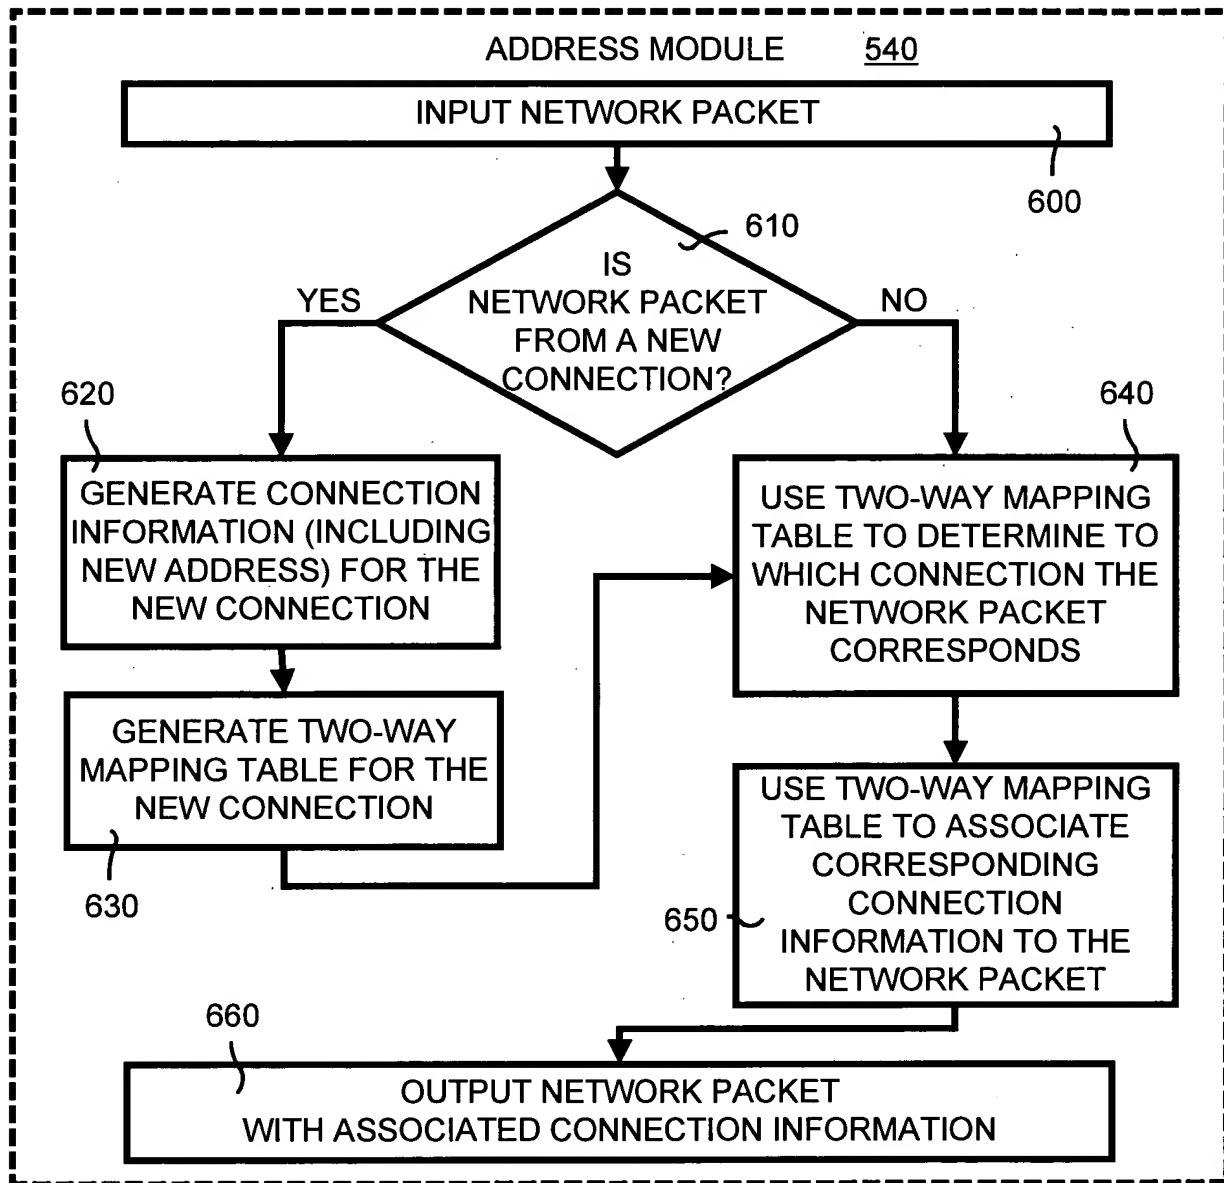 ADDRESS MODULE 540
INPUT NETWORK PACKET
600
610
IS
NETWORK PACKET
FROM A NEW
CONNECTION?
YES
NO
620
GENERATE CONNECTION
INFORMATION (INCLUDING
NEW ADDRESS) FOR THE
NEW CONNECTION
GENERATE TWO-WAY
MAPPING TABLE FOR THE
NEW CONNECTION
630
640
USE TWO-WAY MAPPING
TABLE TO DETERMINE TO
WHICH CONNECTION THE
NETWORK PACKET
CORRESPONDS
USE TWO-WAY MAPPING
TABLE TO ASSOCIATE
CORRESPONDING
CONNECTION
INFORMATION TO THE
NETWORK PACKET
650
660
OUTPUT NETWORK PACKET
WITH ASSOCIATED CONNECTION INFORMATION